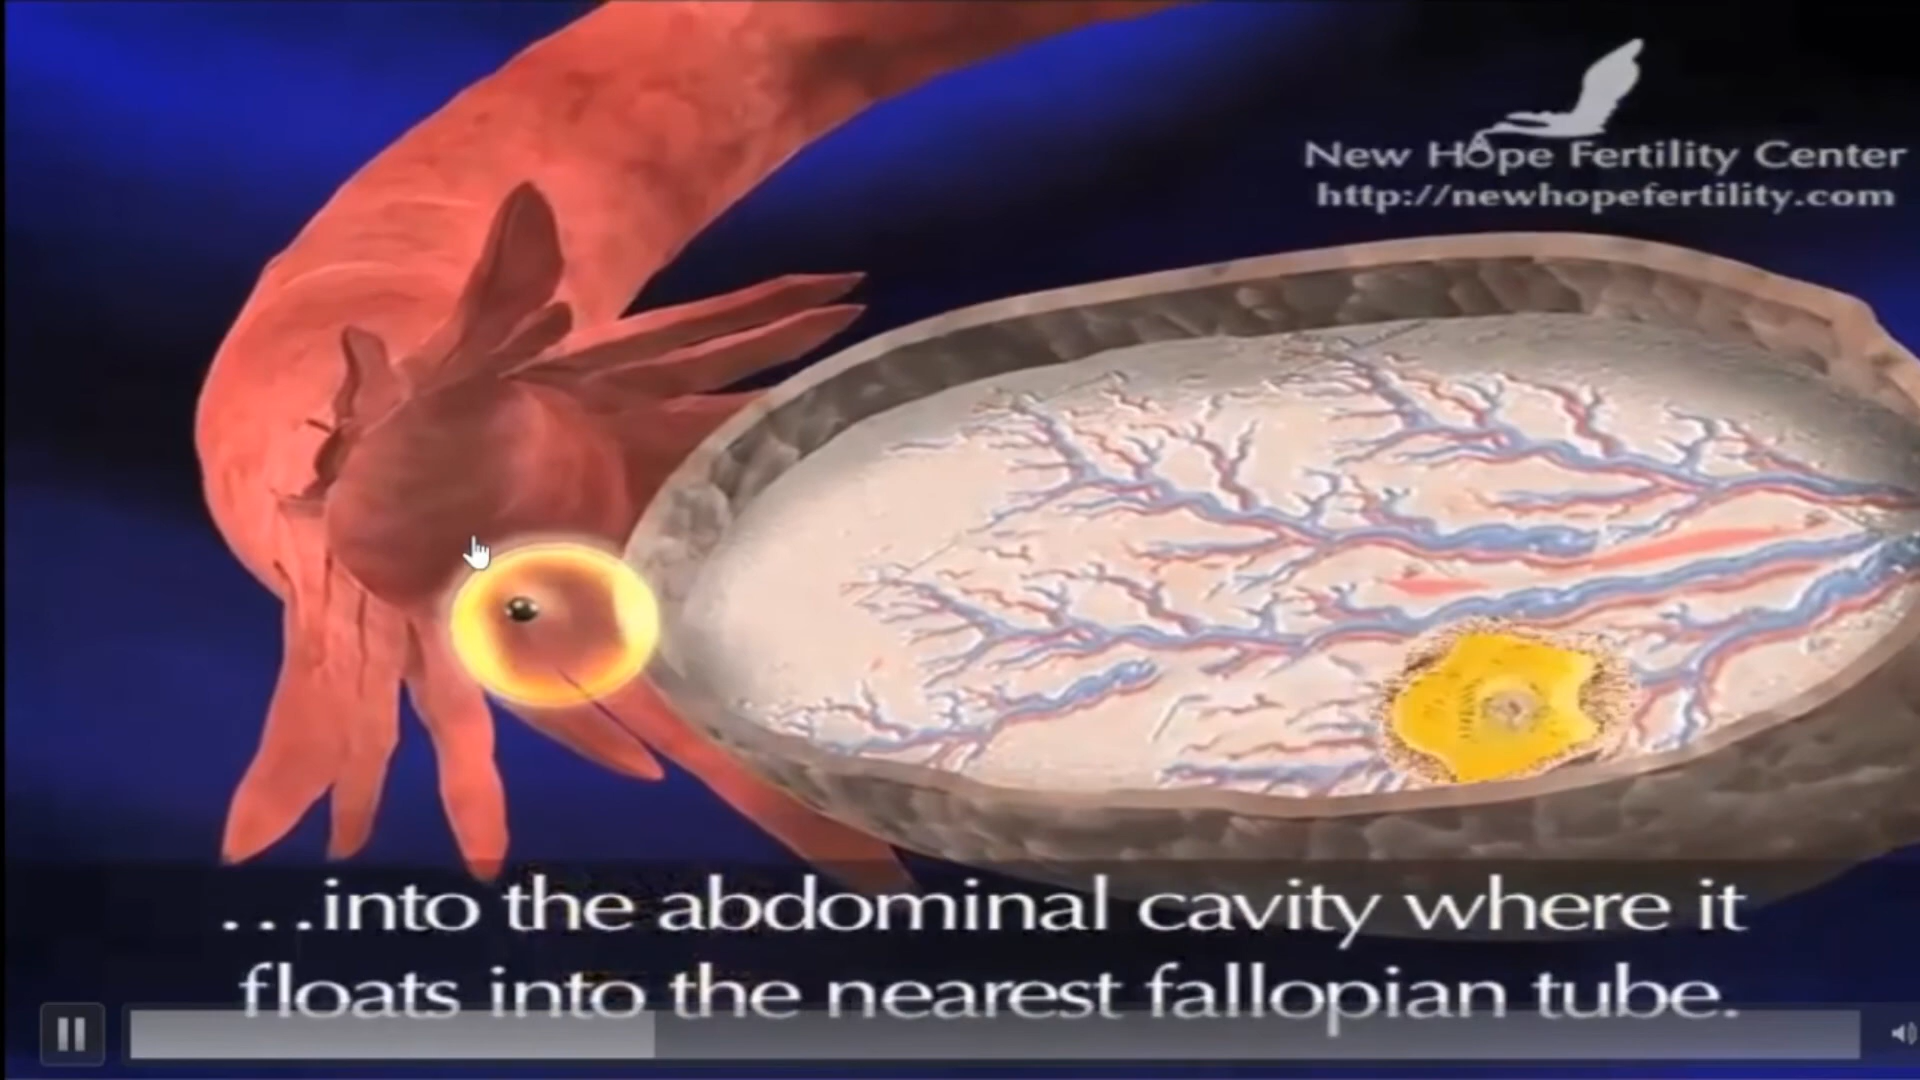 New Hope Fertility Center
http://newhopefertility.com
...into the abdominal cavity where it
floats into the nearest fallopian tube.